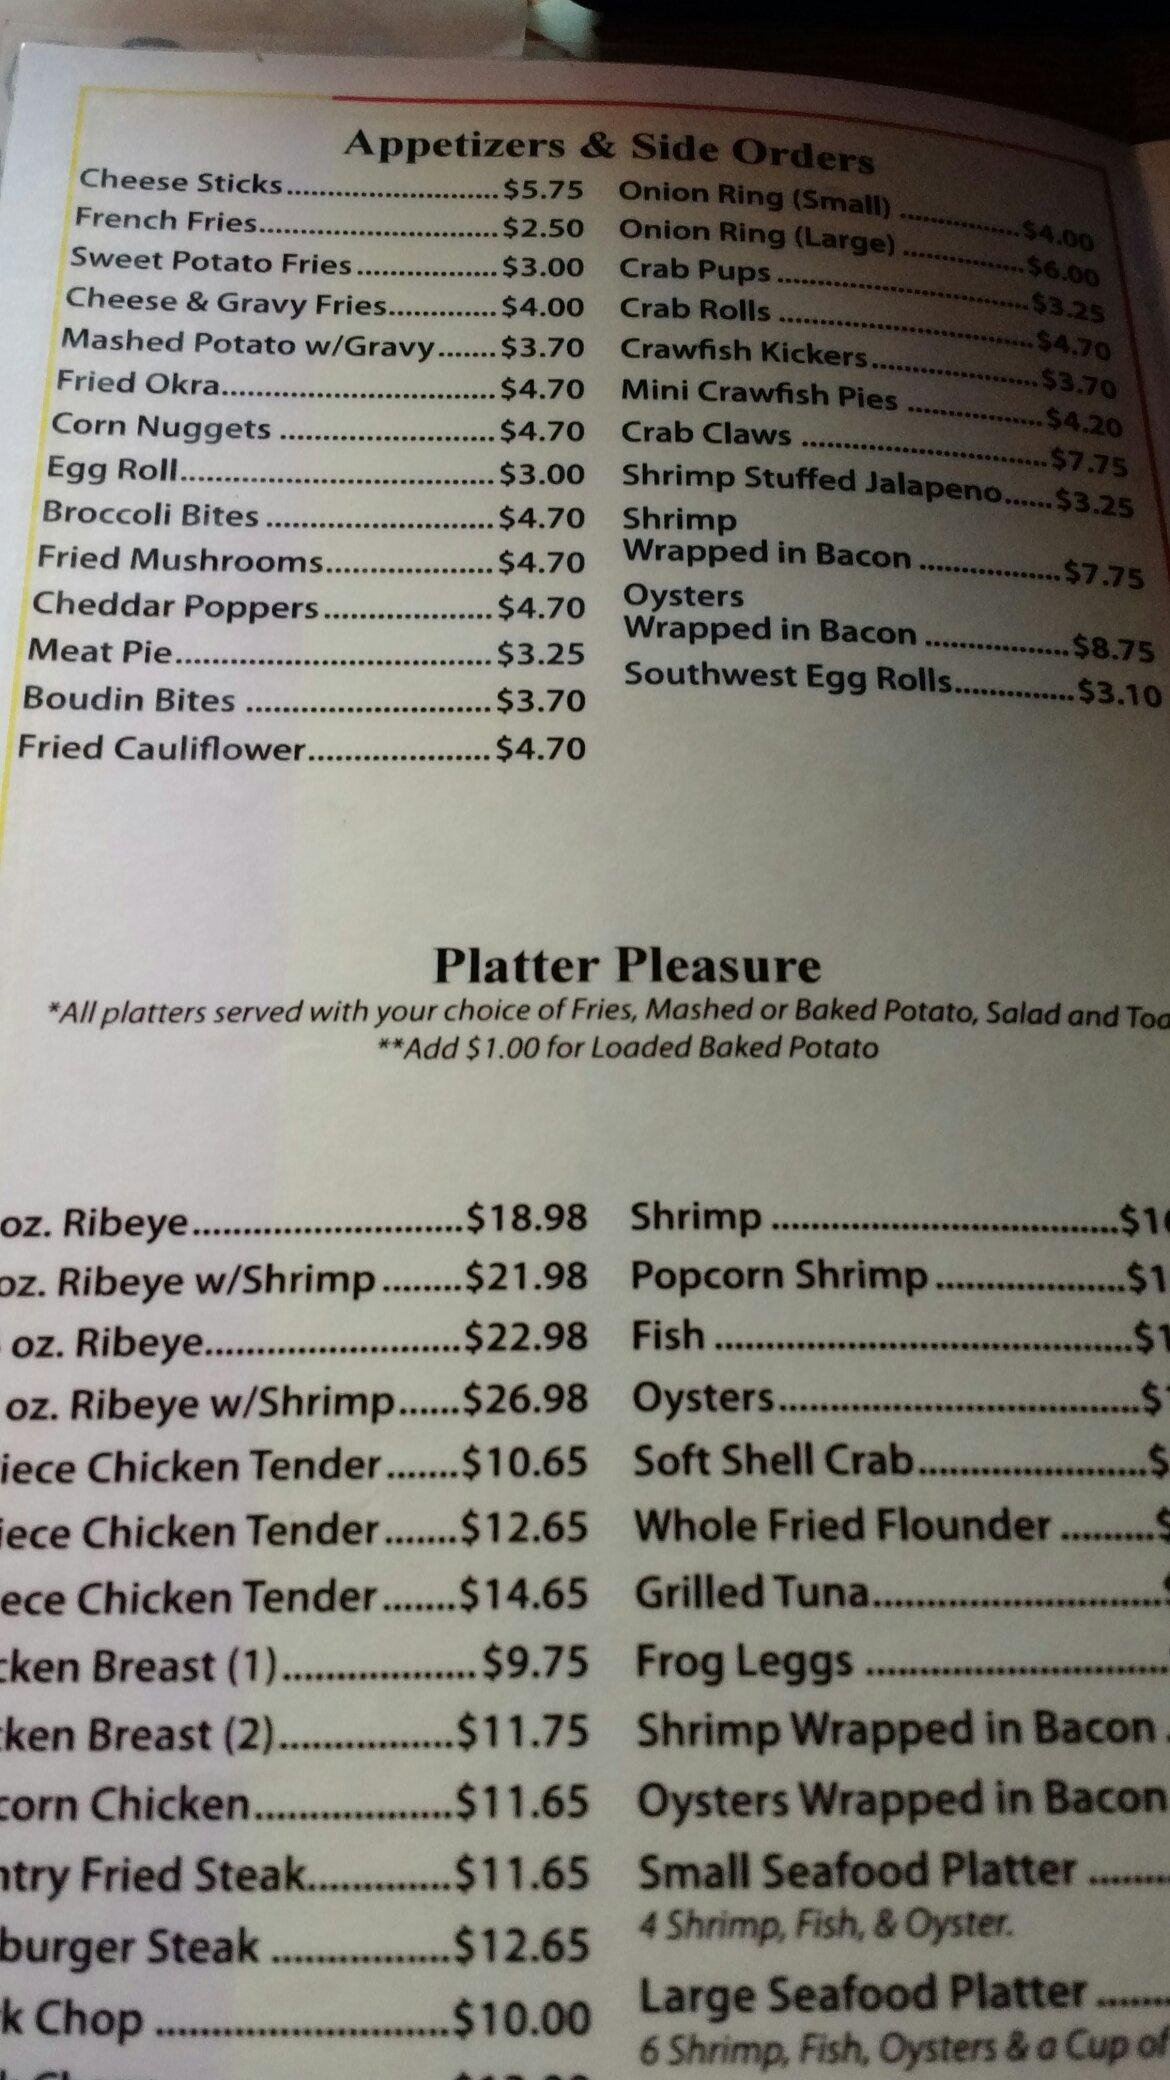 Appetizers & Side Orders
Cheese Sticks..............................$5.75
French Fries.................................$2.50
Sweet Potato Fries...................$3.00
Cheese & Gravy Fries...............$4.00
Mashed Potato w/Gravy.......$3.70
Fried Okra.....................................$4.70
Corn Nuggets .............................$4.70
Egg Roll..........................................$3.00
Broccoli Bites ..............................$4.70
Fried Mushrooms......................$4.70
Cheddar Poppers......................$4.70
Meat Pie..........................................$3.25
Boudin Bites ................................$3.70
Fried Cauliflower.......................$4.70
Onion Ring (Small) ................$4.00
Onion Ring (Large) ................$6.00
Crab Pups ..................................$3.25
Crab Rolls ..................................$4.70
Crawfish Kickers......................$3.70
Mini Crawfish Pies ..................$4.20
Crab Claws .................................$7.75
Shrimp Stuffed Jalapeno......$3.25
Shrimp
Wrapped in Bacon ..................$7.75
Oysters
Wrapped in Bacon ..................$8.75
Southwest Egg Rolls...............$3.10
Platter Pleasure
*All platters served with your choice of Fries, Mashed or Baked Potato, Salad and
**Add $1.00 for Loaded Baked Potato
oz. Ribeye............................$18.98
oz. Ribeye w/Shrimp ........$21.98
oz. Ribeye...........................$22.98
oz. Ribeye w/Shrimp......$26.98
Chicken Tender.......$10.65
Chicken Tender.......$12.65
Chicken Tender.......$14.65
Breast (1)...................$9.75
Breast (2).................$11.75
Chicken...................$11.65
Fried Steak..............$11.65
Steak .................$12.65
Chop .............................$10.00
Shrimp ....................................
Popcorn Shrimp ....................
Fish ...........................................
Oysters.....................................
Soft Shell Crab........................
Whole Fried Flounder ..........
Grilled Tuna..............................
Frog Leggs ...............................
Shrimp Wrapped in Bacon
Oysters Wrapped in Bacon
Small Seafood Platter ........
4 Shrimp, Fish, & Oyster.
Large Seafood Platter .......
6 Shrimp, Fish, Oysters & a Cup of